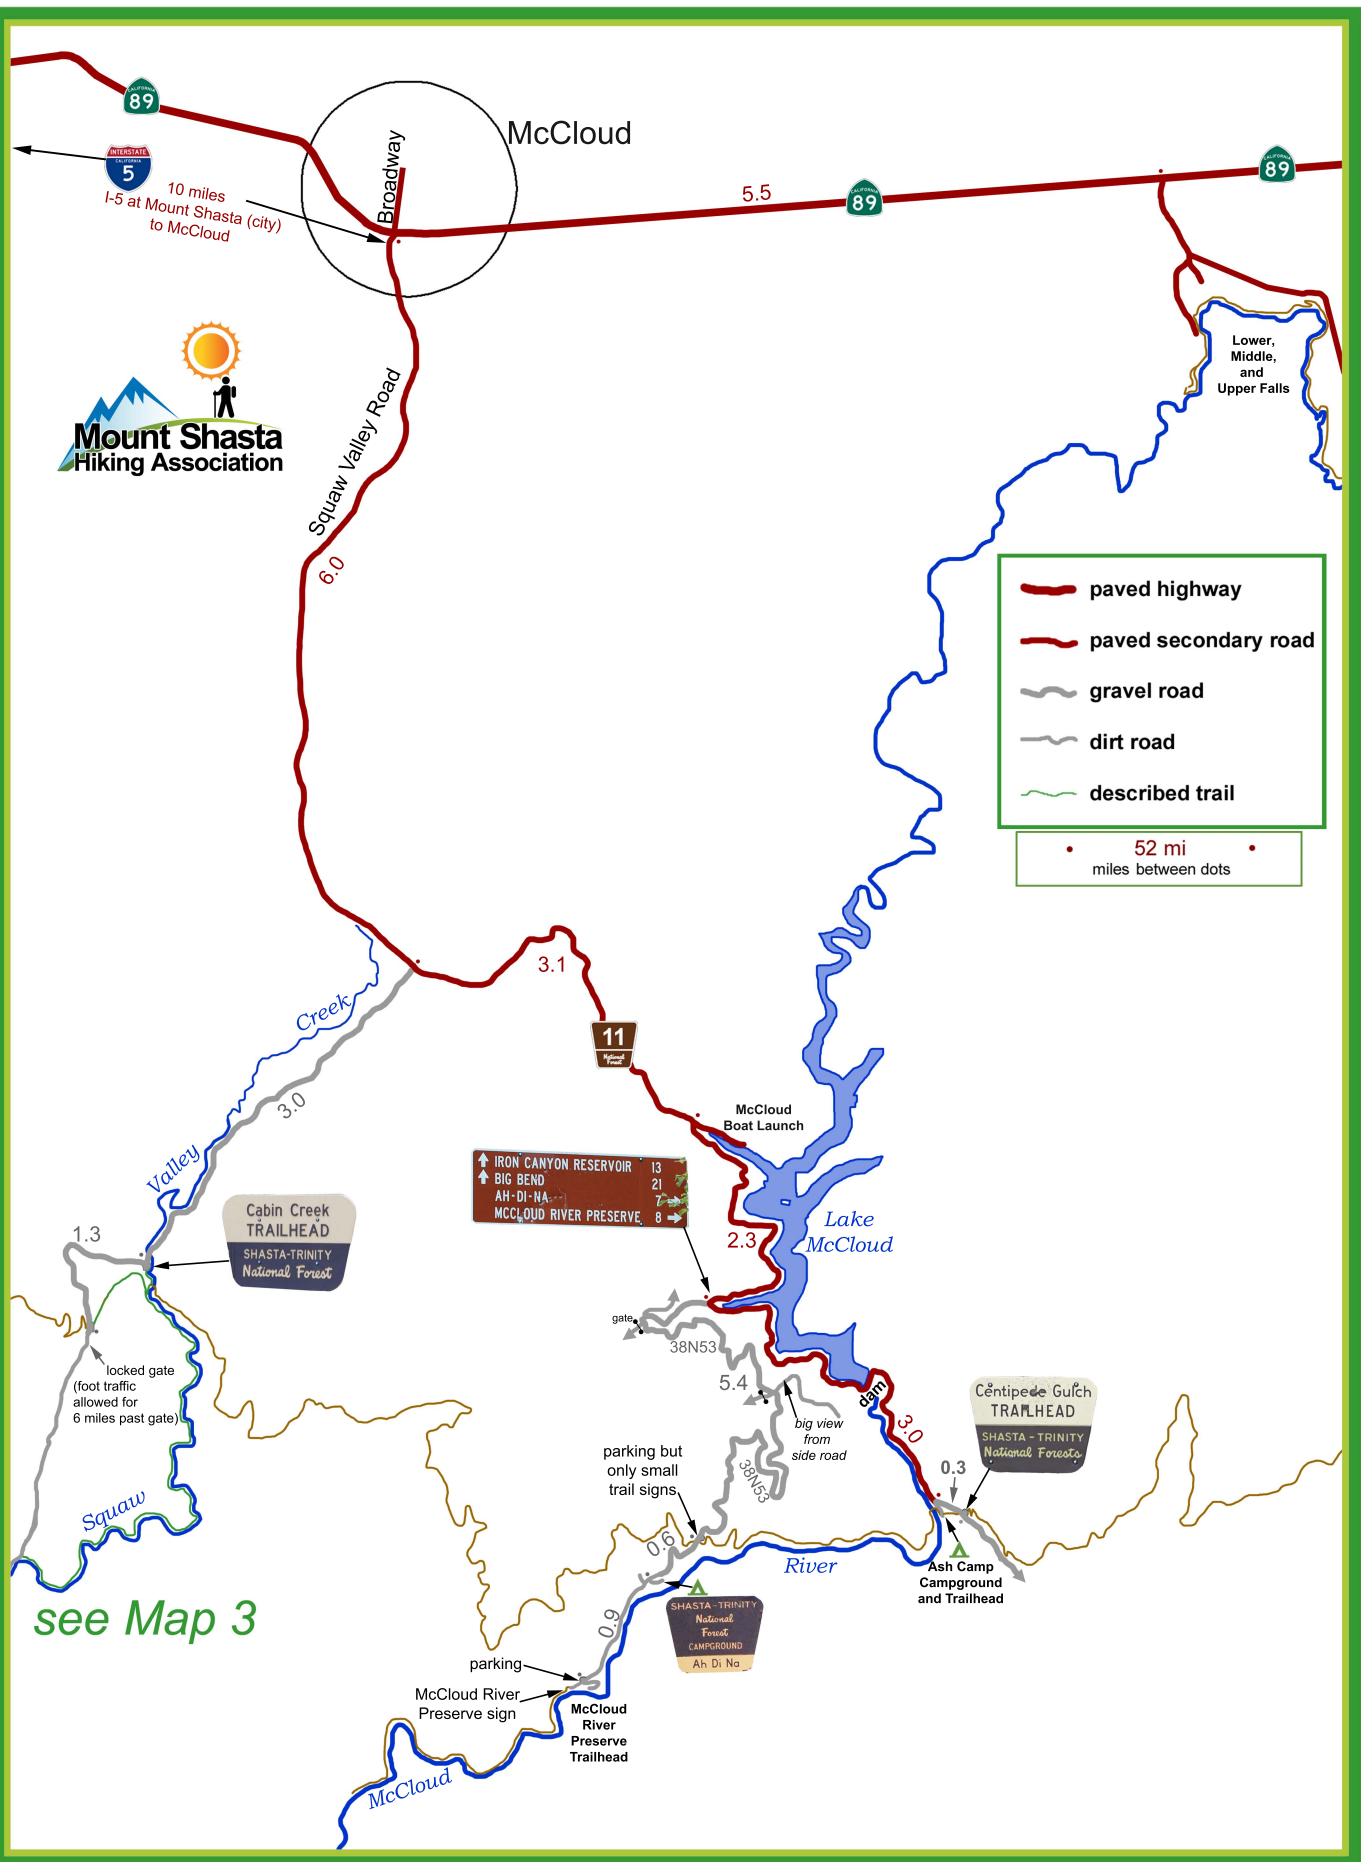 CALIFORNIA
89
McCloud
Broadway
INTERSTATE
CALIFORNIA
5
10 miles
I-5 at Mount Shasta (city)
to McCloud
5.5
CALIFORNIA
89
CALIFORNIA
89
Lower,
Middle,
and
Upper Falls
Mount Shasta
Hiking Association
Squaw Valley Road
6.0
paved highway
paved secondary road
gravel road
dirt road
described trail
52 mi
miles between dots
3.1
11
National
Forest
Creek
3.0
Valley
McCloud
Boat Launch
IRON CANYON RESERVOIR 13
BIG BEND 21
AH-DI-NA 7
MCCLOUD RIVER PRESERVE 8
Lake
McCloud
2.3
Cabin Creek
TRAILHEAD
SHASTA-TRINITY
National Forest
1.3
gate
38N53
5.4
locked gate
(foot traffic
allowed for
6 miles past gate)
dam
3.0
big view
from
side road
Centipede Gulch
TRAILHEAD
SHASTA - TRINITY
National Forests
0.3
parking but
only small
trail signs
38N53
Squaw
0.6
River
Ash Camp
Campground
and Trailhead
see Map 3
0.9
SHASTA-TRINITY
National
Forest
CAMPGROUND
Ah Di Na
parking
McCloud River
Preserve sign
McCloud
River
Preserve
Trailhead
McCloud